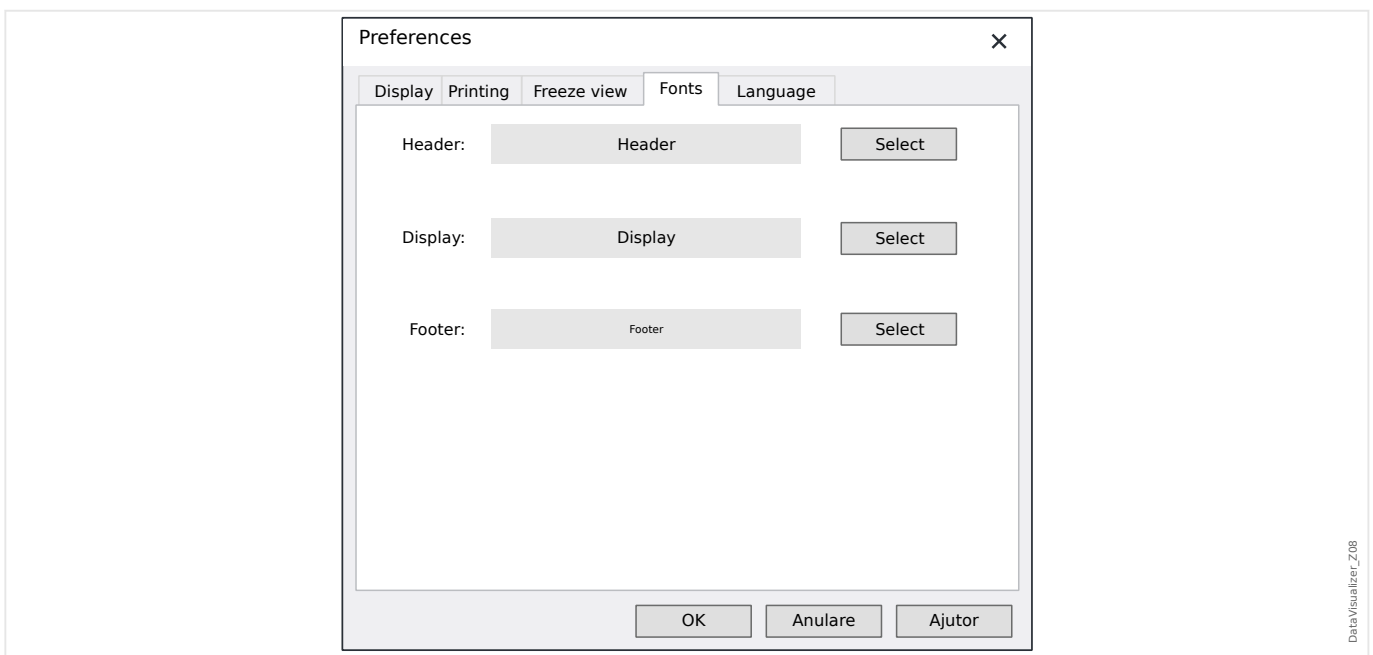 Preferences
Display Printing Freeze view Fonts Language
Header: Header Select
Display: Display Select
Footer: Footer Select
OK Anulare Ajutor
DataVisualizer_Z08